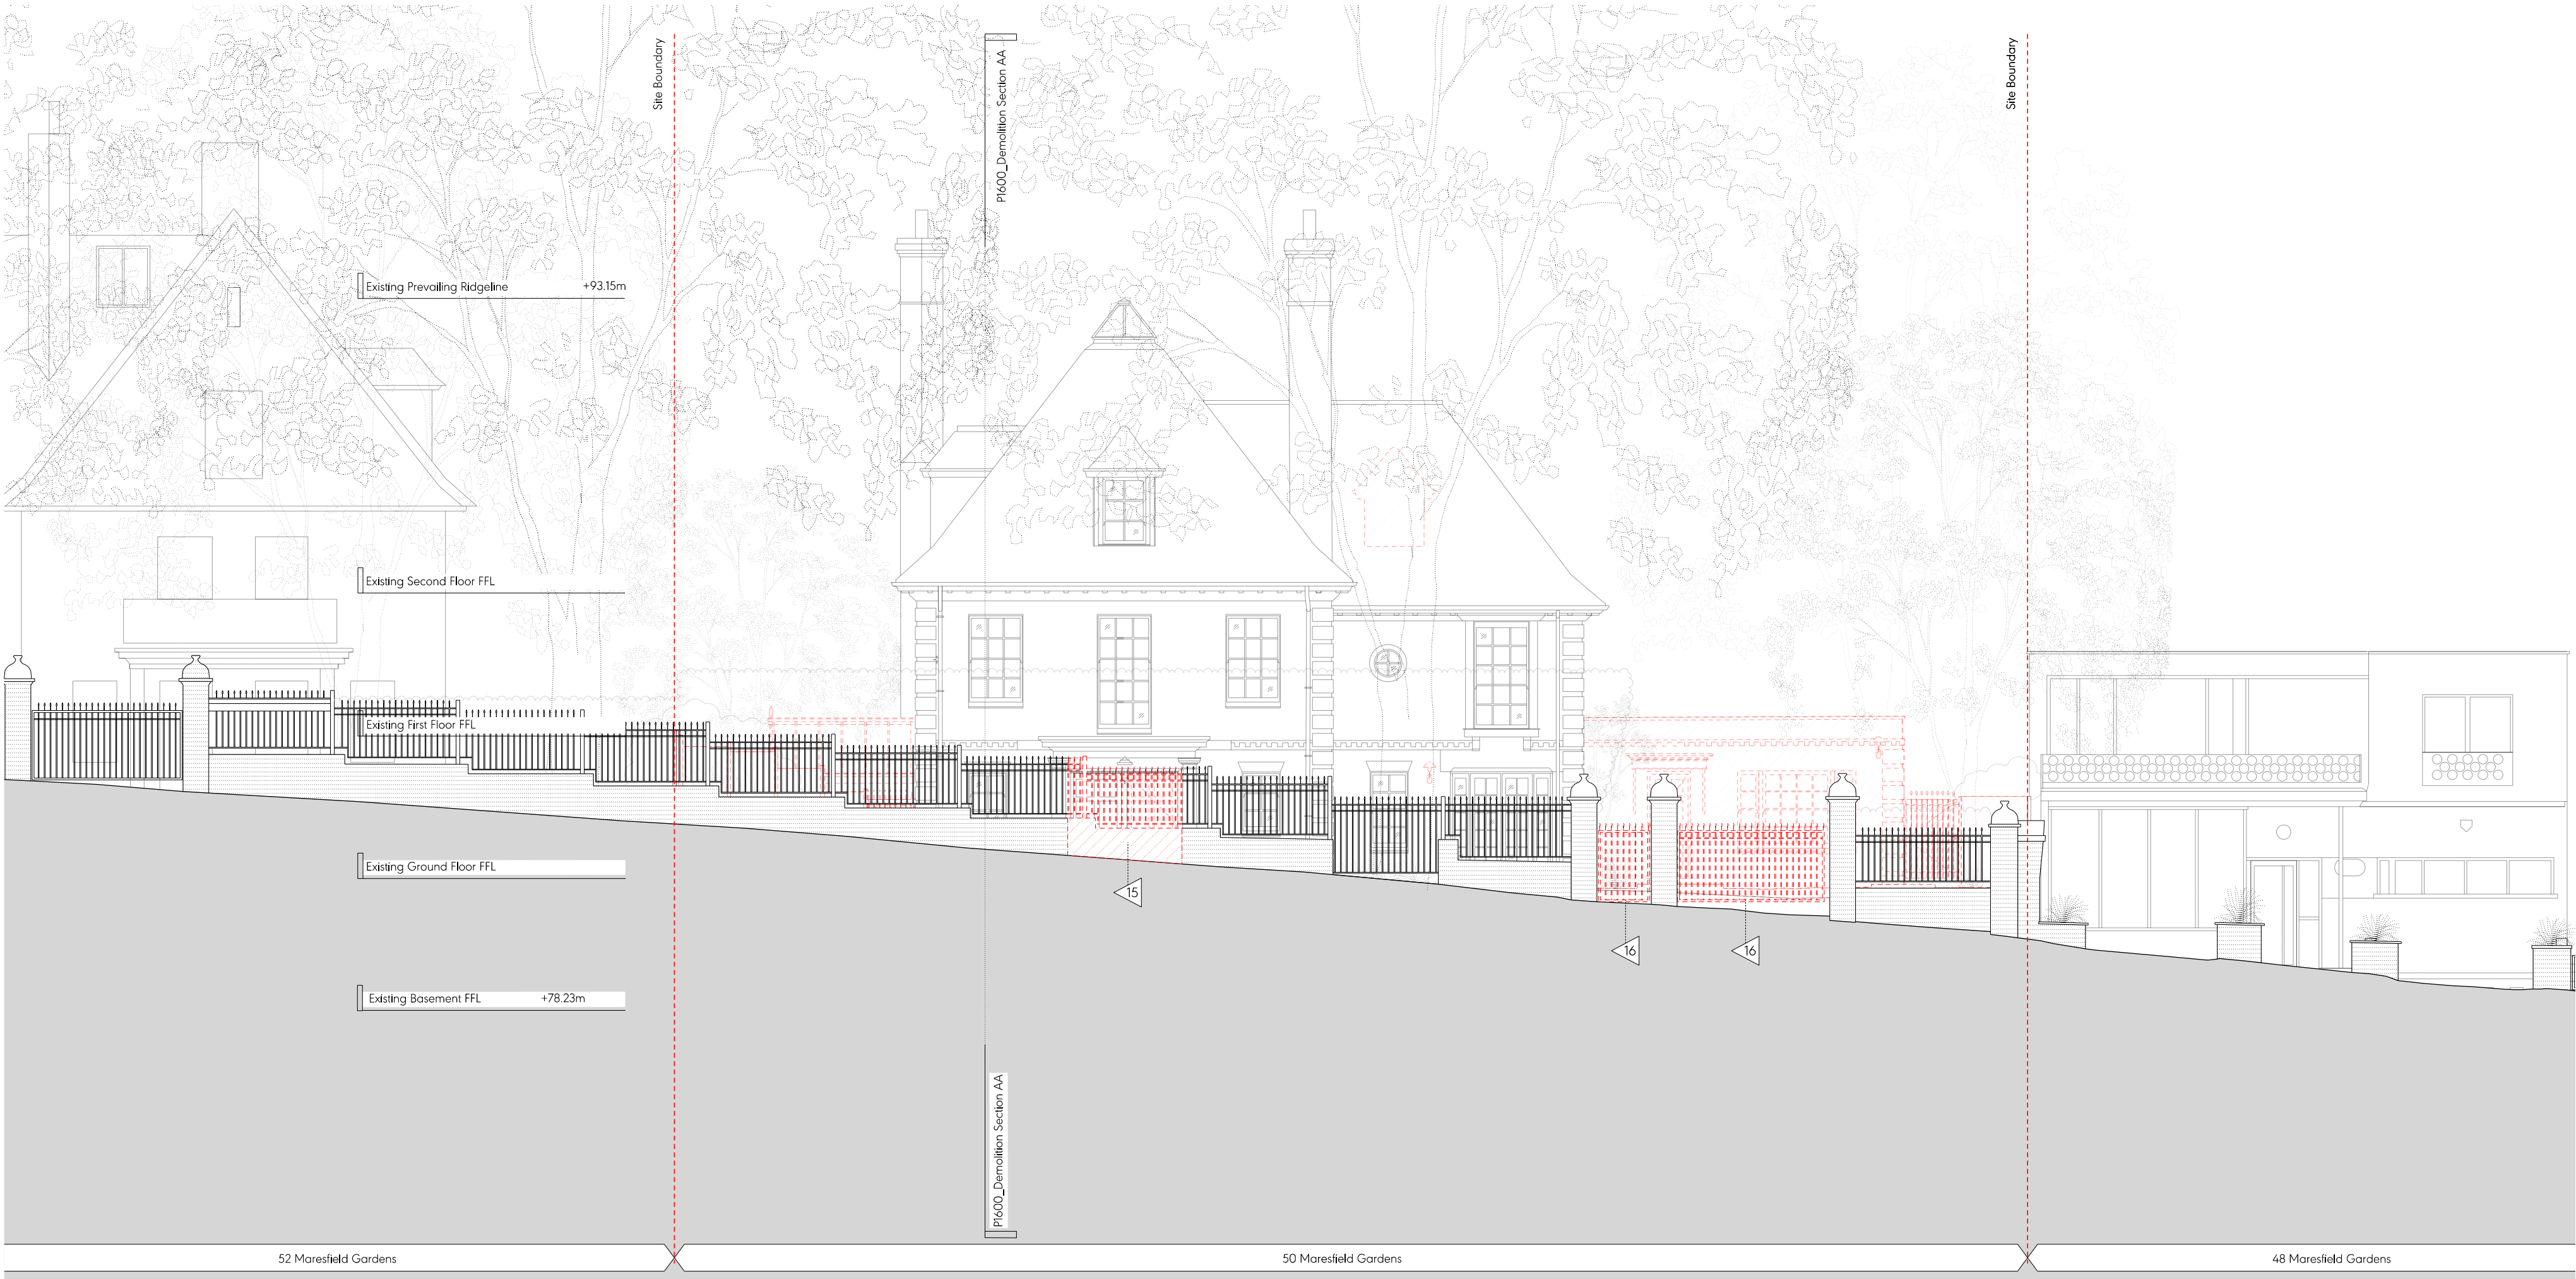 Site Boundary
P1600_Demolition Section AA
Site Boundary
Existing Prevailing Ridgeline +93.15m
Existing Second Floor FFL
Existing First Floor FFL
Existing Ground Floor FFL
15
16
16
Existing Basement FFL +78.23m
P1600_Demolition Section AA
52 Maresfield Gardens
50 Maresfield Gardens
48 Maresfield Gardens